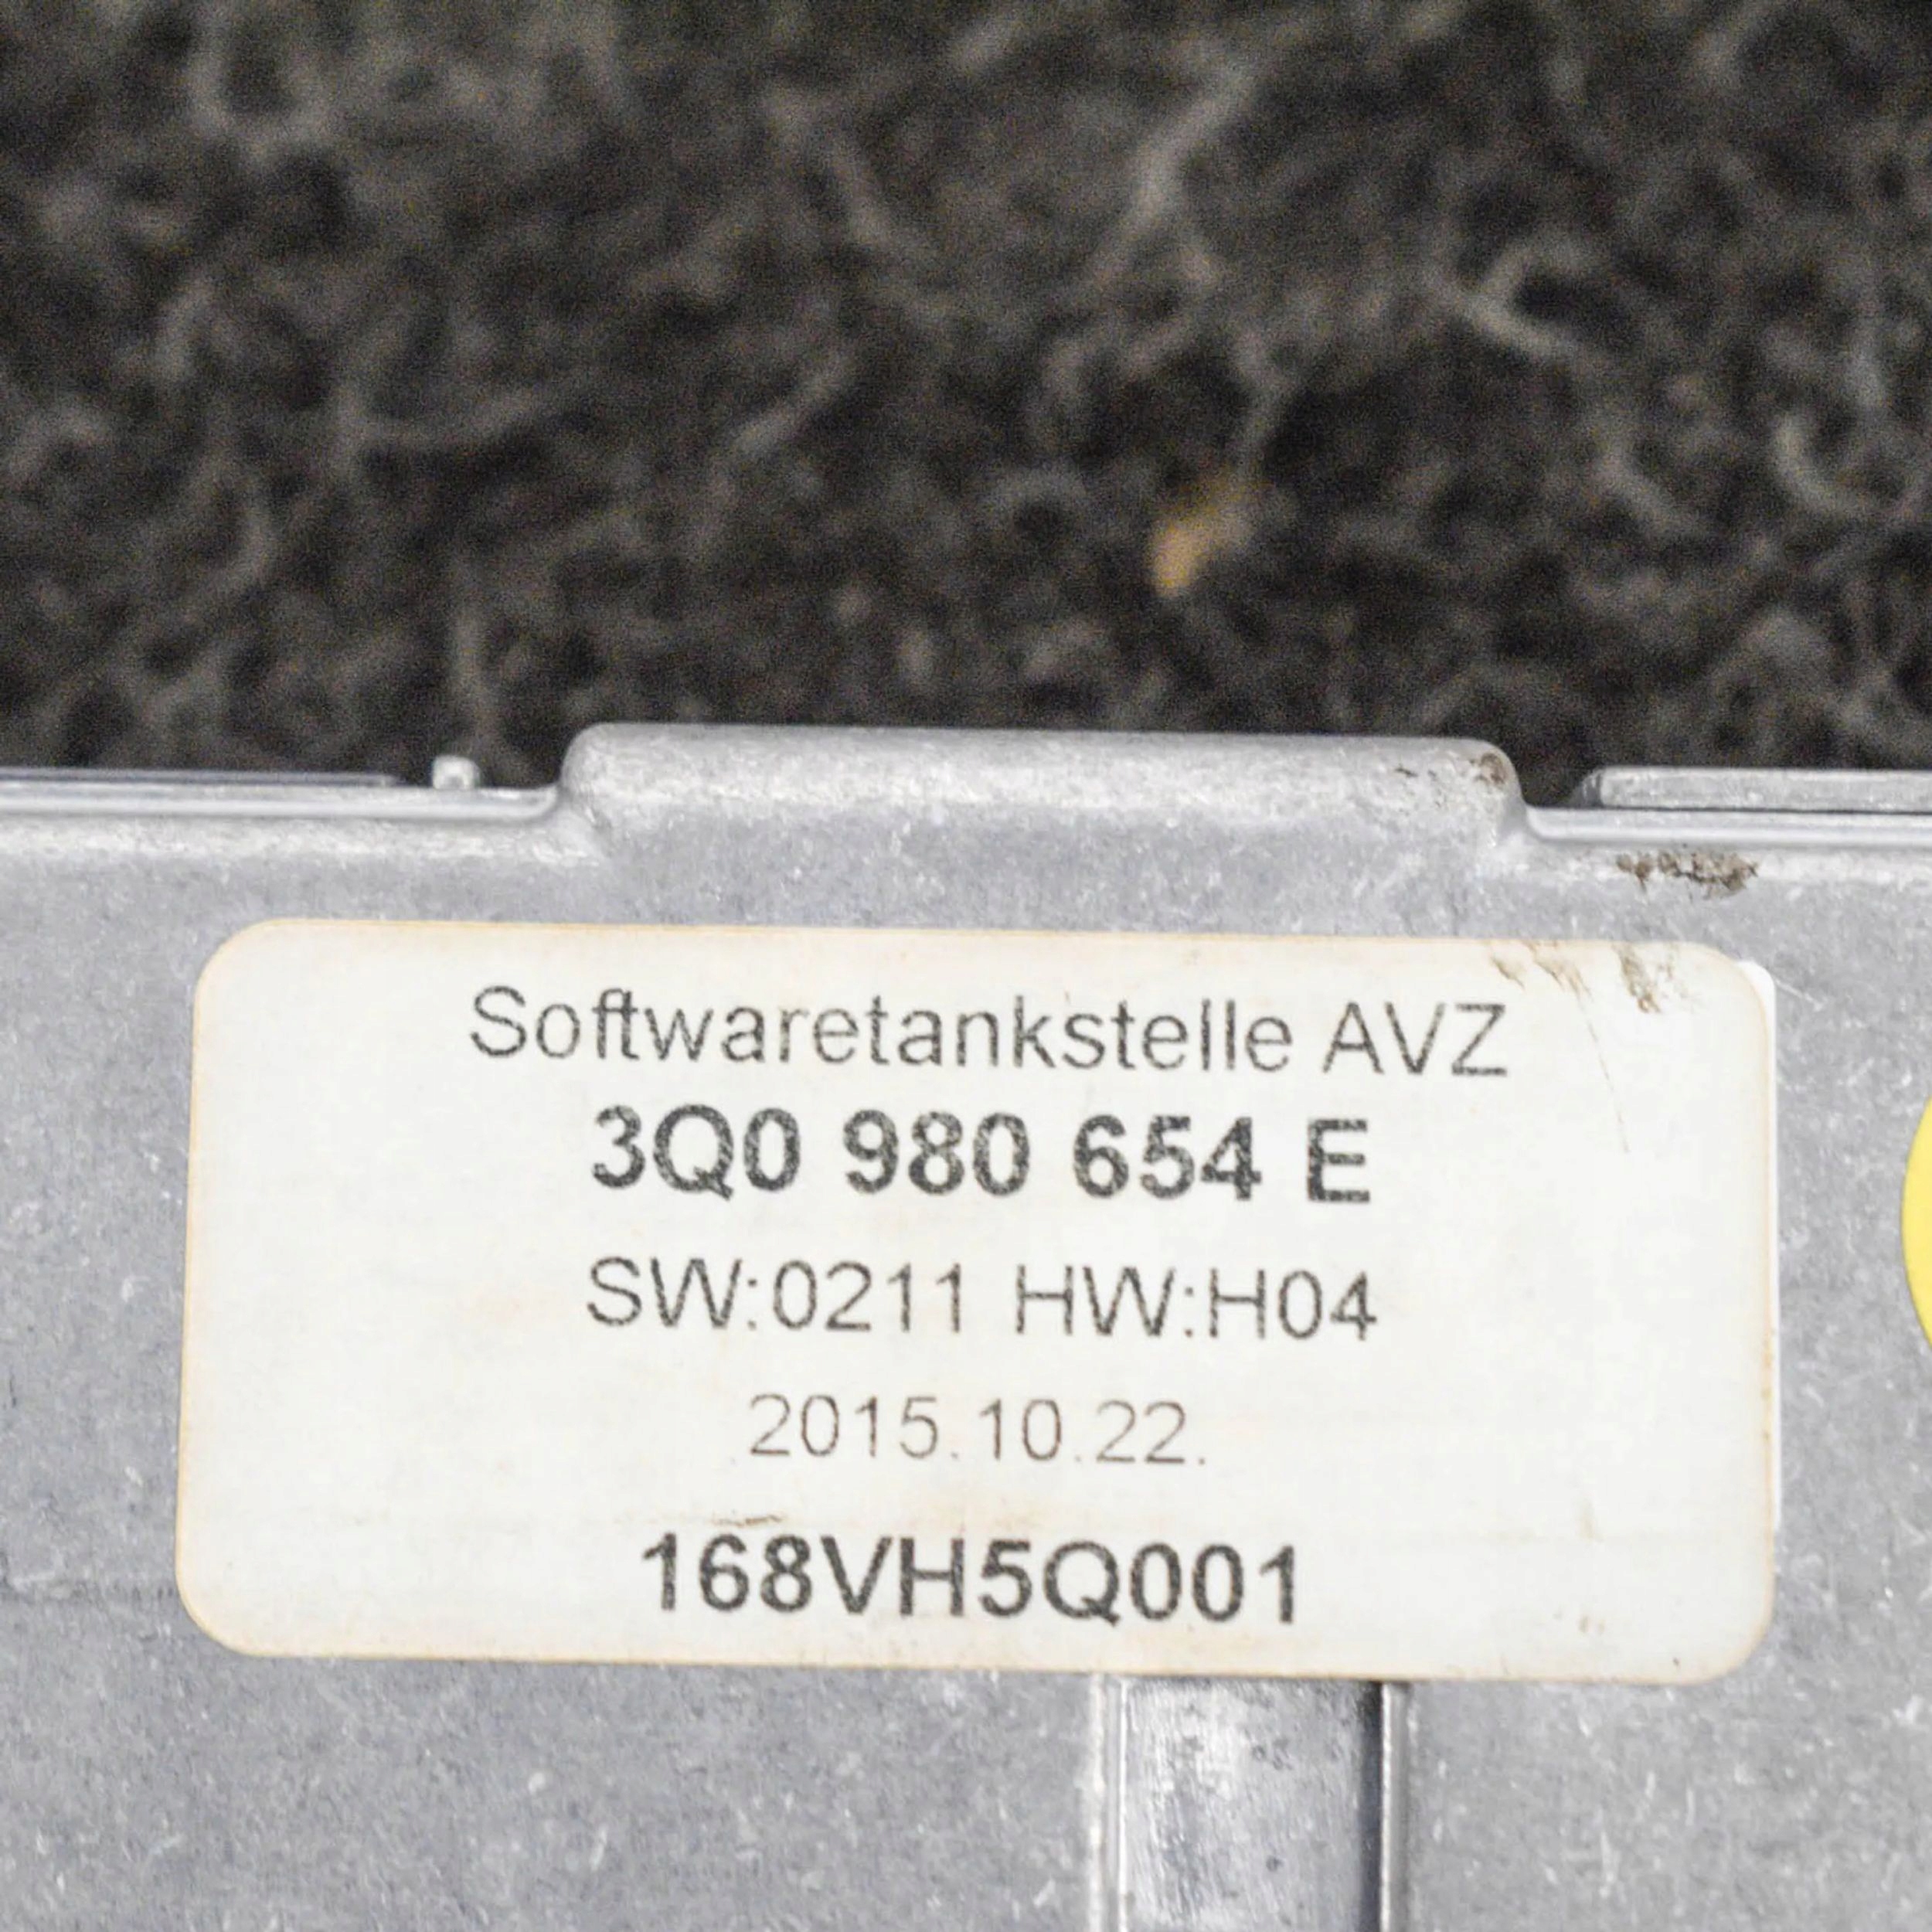 Softwaretankstelle AVZ
3Q0 980 654 E
SW:0211 HW:H04
2015.10.22.
168VH5Q001